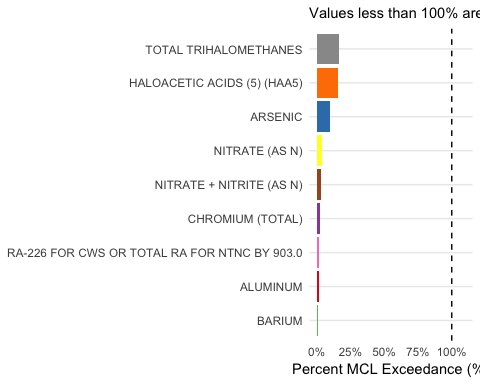 Values less than 100% are
TOTAL TRIHALOMETHANES
HALOACETIC ACIDS (5) (HAA5)
ARSENIC
NITRATE (AS N)
NITRATE + NITRITE (AS N)
CHROMIUM (TOTAL)
RA-226 FOR CWS OR TOTAL RA FOR NTNC BY 903.0
ALUMINUM
BARIUM
0% 25% 50% 75% 100%
Percent MCL Exceedance (%